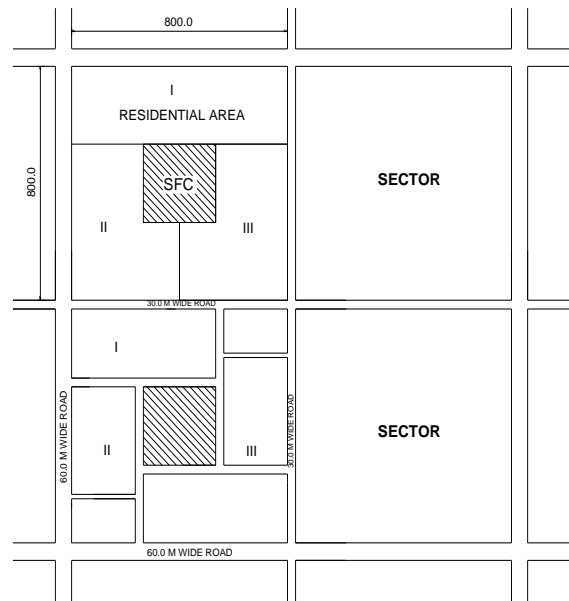 800.0
I
RESIDENTIAL AREA
800.0
SFC
SECTOR
II
III
30.0 M WIDE ROAD
I
60.0 M WIDE ROAD
30.0 M WIDE ROAD
SECTOR
II
III
60.0 M WIDE ROAD